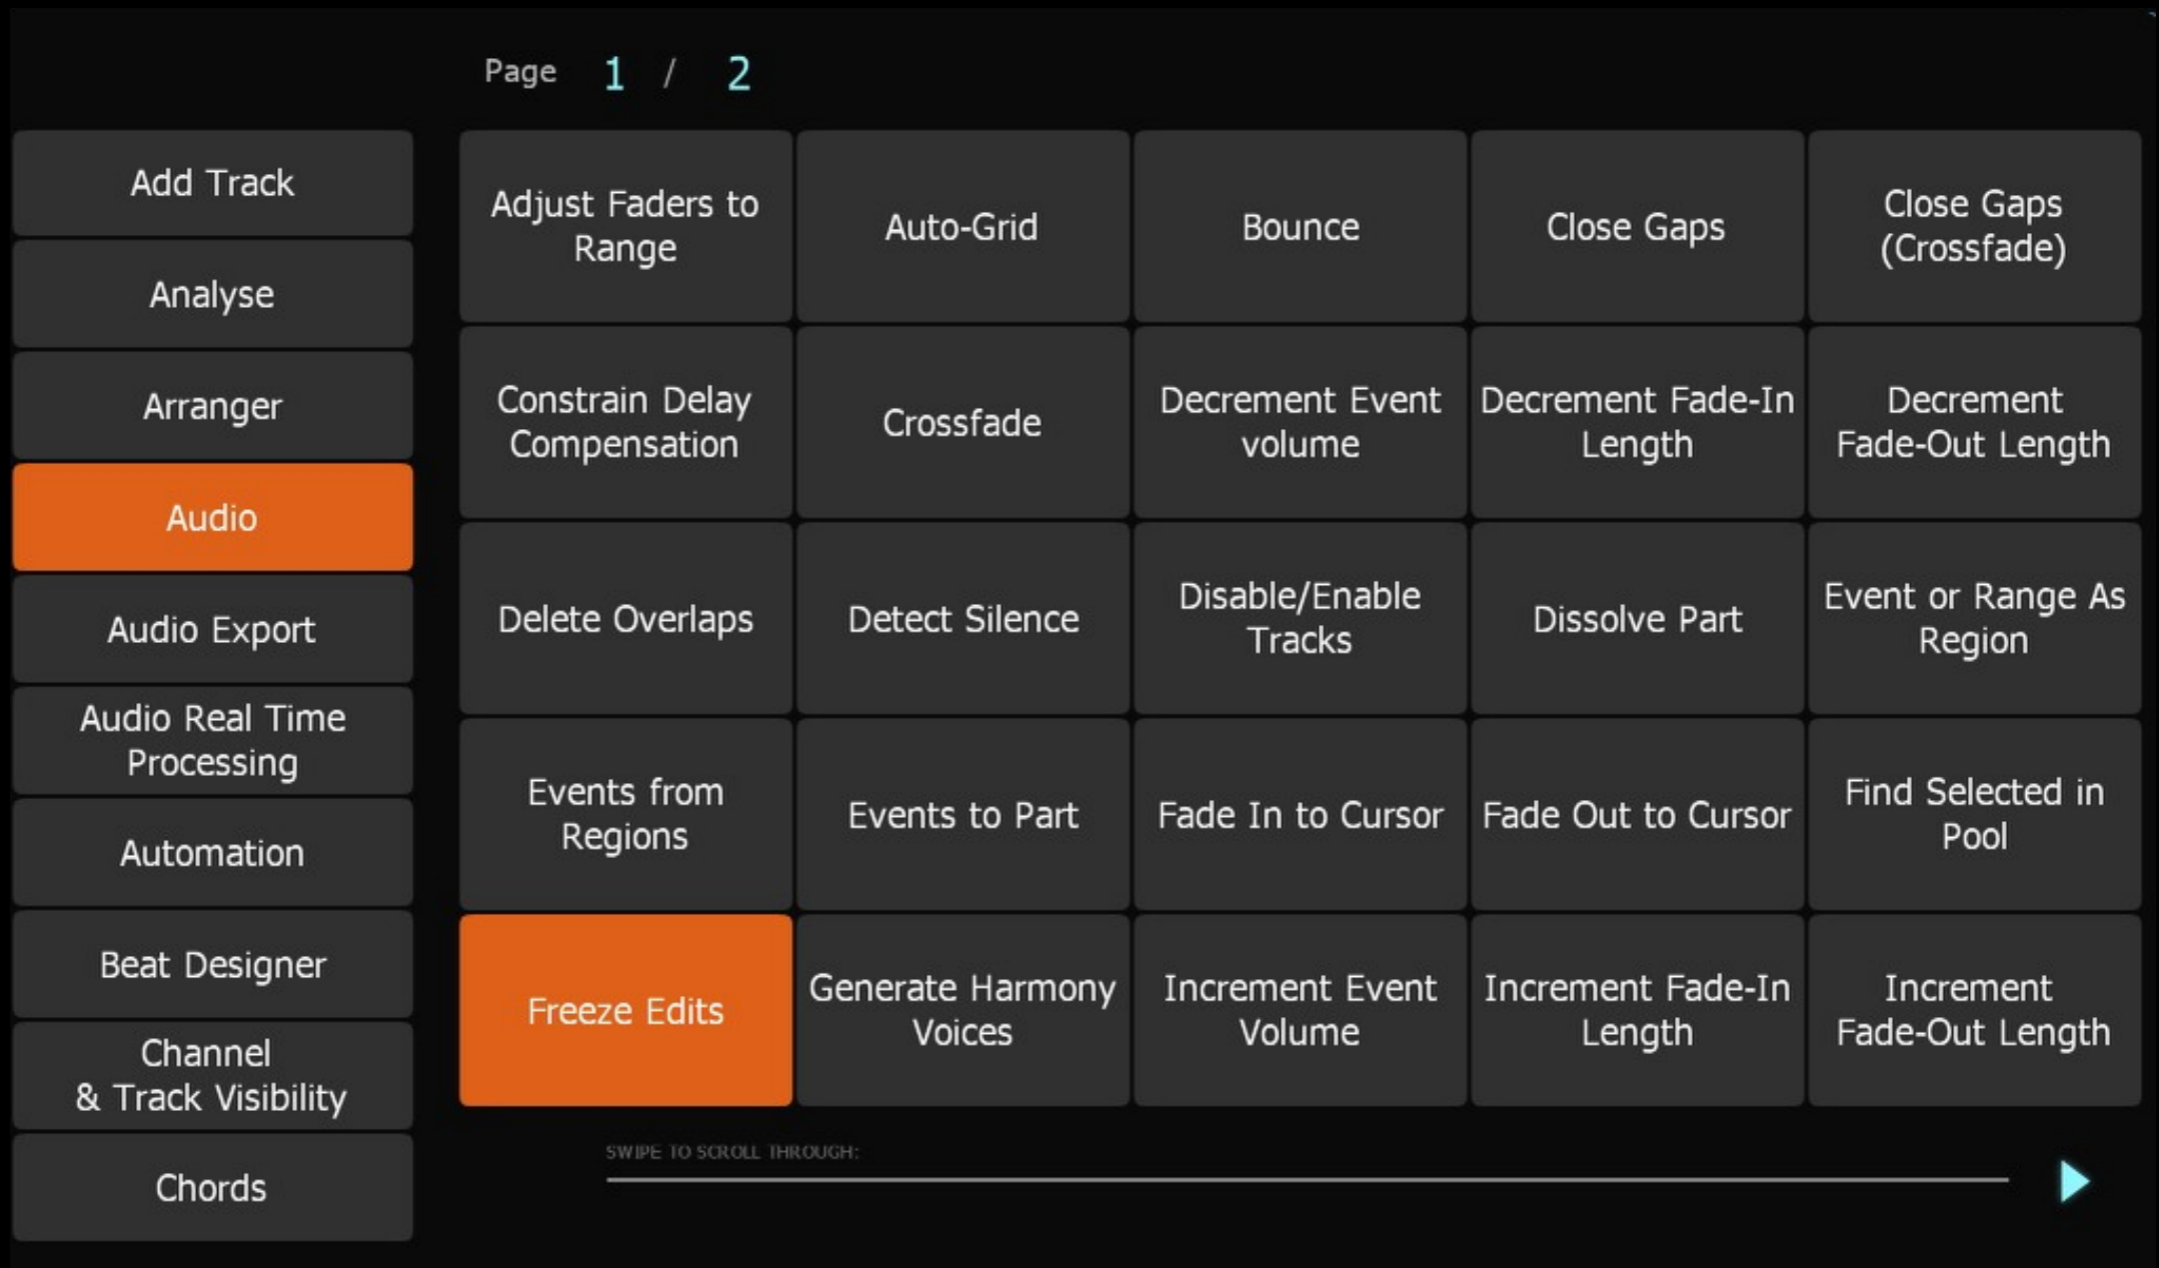 Page 1 / 2
Add Track
Analyse
Arranger
Audio
Audio Export
Audio Real Time
Processing
Automation
Beat Designer
Channel
& Track Visibility
Chords
Adjust Faders to
Range
Auto-Grid
Bounce
Close Gaps
Close Gaps
(Crossfade)
Constrain Delay
Compensation
Crossfade
Decrement Event
volume
Decrement Fade-In
Length
Decrement
Fade-Out Length
Delete Overlaps
Detect Silence
Disable/Enable
Tracks
Dissolve Part
Event or Range As
Region
Events from
Regions
Events to Part
Fade In to Cursor
Fade Out to Cursor
Find Selected in
Pool
Freeze Edits
Generate Harmony
Voices
Increment Event
Volume
Increment Fade-In
Length
Increment
Fade-Out Length
SWIPE TO SCROLL THROUGH: